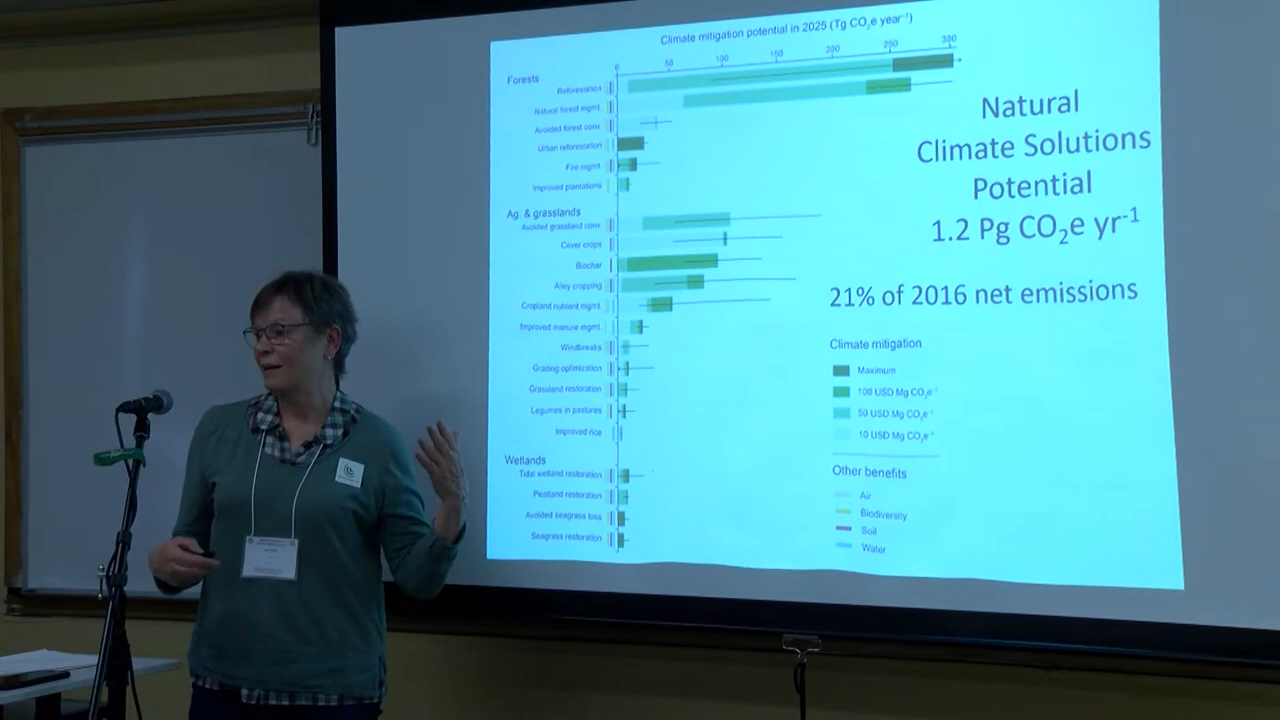 Climate mitigation potential in 2025 (Tg CO₂e year⁻¹)
0 50 100 150 200 250 300
Forests
Reforestation
Natural forest mgmt.
Avoided forest conv.
Urban reforestation
Fire mgmt.
Improved plantations
Ag. & grasslands
Avoided grassland conv.
Cover crops
Biochar
Alley cropping
Cropland nutrient mgmt.
Improved manure mgmt.
Windbreaks
Grazing optimization
Grassland restoration
Legumes in pastures
Improved rice
Wetlands
Tidal wetland restoration
Peatland restoration
Avoided seagrass loss
Seagrass restoration
Natural
Climate Solutions
Potential
1.2 Pg CO₂e yr⁻¹
21% of 2016 net emissions
Climate mitigation
Maximum
100 USD Mg CO₂e⁻¹
50 USD Mg CO₂e⁻¹
10 USD Mg CO₂e⁻¹
Other benefits
Air
Biodiversity
Soil
Water